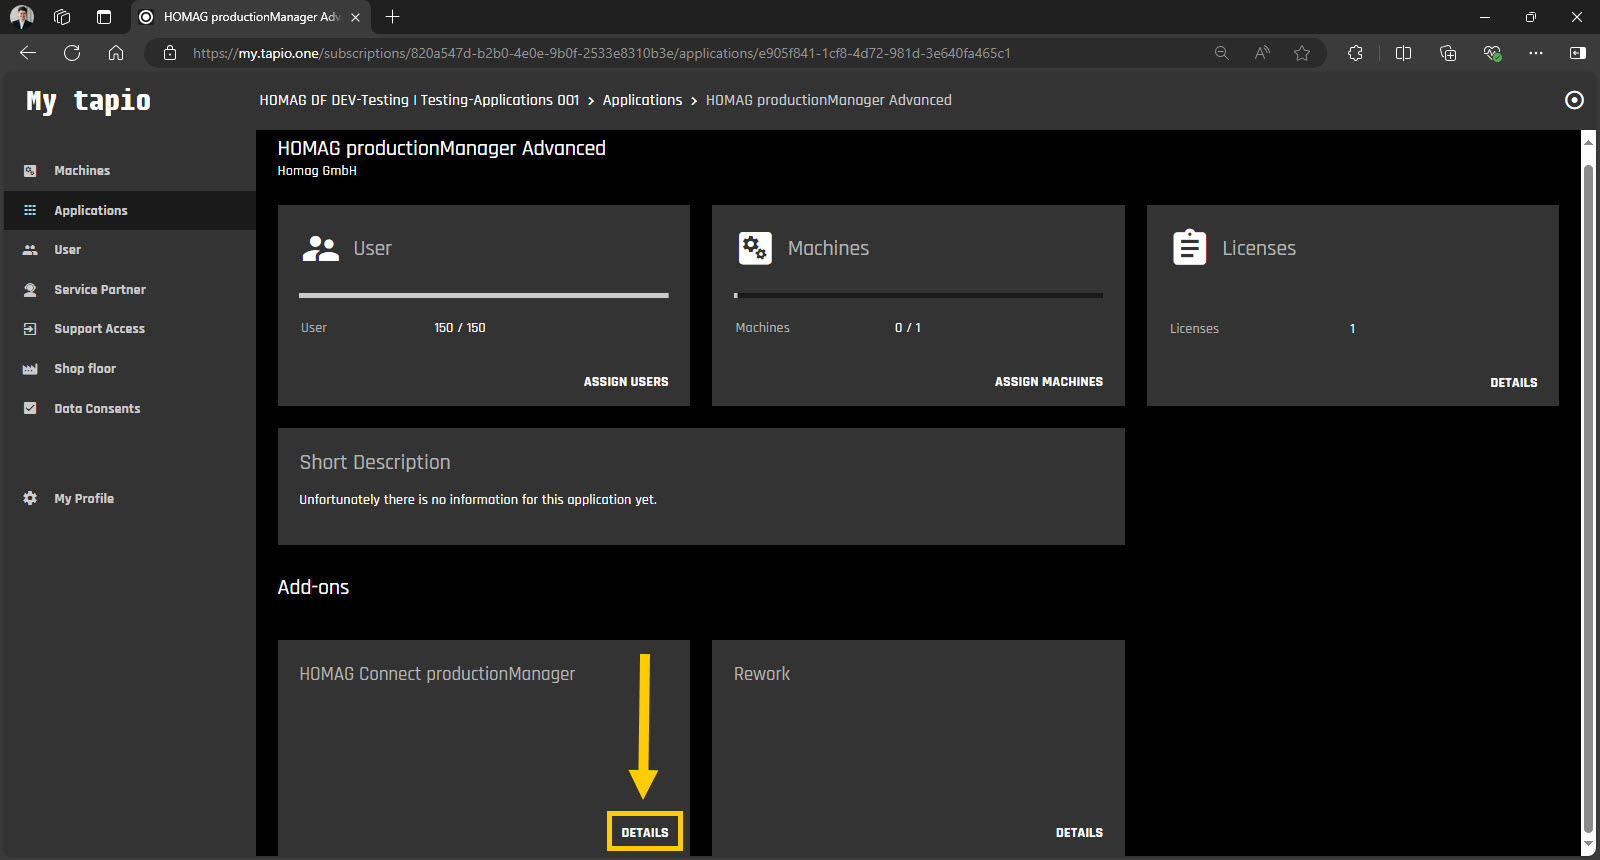 HOMAG productionManager Adv
https://my.tapio.one/subscriptions/820a547d-b2b0-4e0e-9b0f-2533e8310b3e/applications/e905f841-1cf8-4d72-981d-3e640fa465c1
My tapio
HOMAG DF DEV-Testing | Testing-Applications 001 > Applications > HOMAG productionManager Advanced
Machines
Applications
User
Service Partner
Support Access
Shop floor
Data Consents
My Profile
HOMAG productionManager Advanced
Homag GmbH
User
User 150 / 150
ASSIGN USERS
Machines
Machines 0 / 1
ASSIGN MACHINES
Licenses
Licenses 1
DETAILS
Short Description
Unfortunately there is no information for this application yet.
Add-ons
HOMAG Connect productionManager
DETAILS
Rework
DETAILS